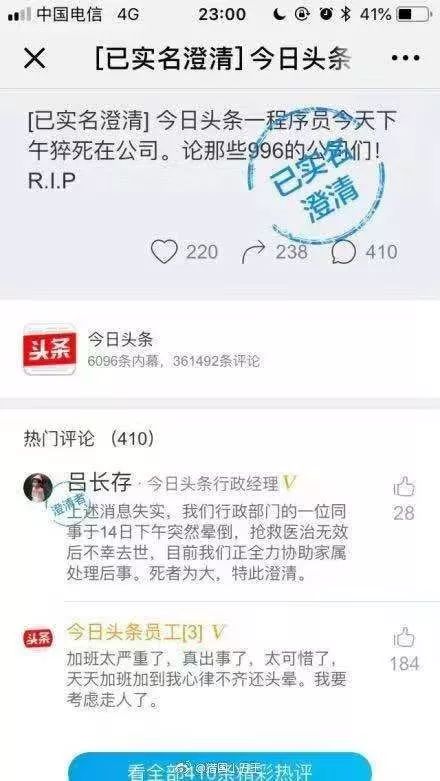 中国电信 4G 23:00 41%
[已实名澄清] 今日头条
[已实名澄清] 今日头条一程序员今天下
午猝死在公司。论那些996的公司们！
R.I.P
已实名
澄清
220 238 410
头条
今日头条
6096条内幕，361492条评论
热门评论 （410）
吕长存 · 今日头条行政经理 V
澄清者
上述消息失实，我们行政部门的一位同
事于14日下午突然晕倒，抢救医治无效
后不幸去世，目前我们正全力协助家属
处理后事。死者为大，特此澄清。
28
头条
今日头条员工[3] V
加班太严重了，真出事了，太可惜了，
天天加班加到我心律不齐还头晕。我要
考虑走人了。
184
看全部410条精彩热评